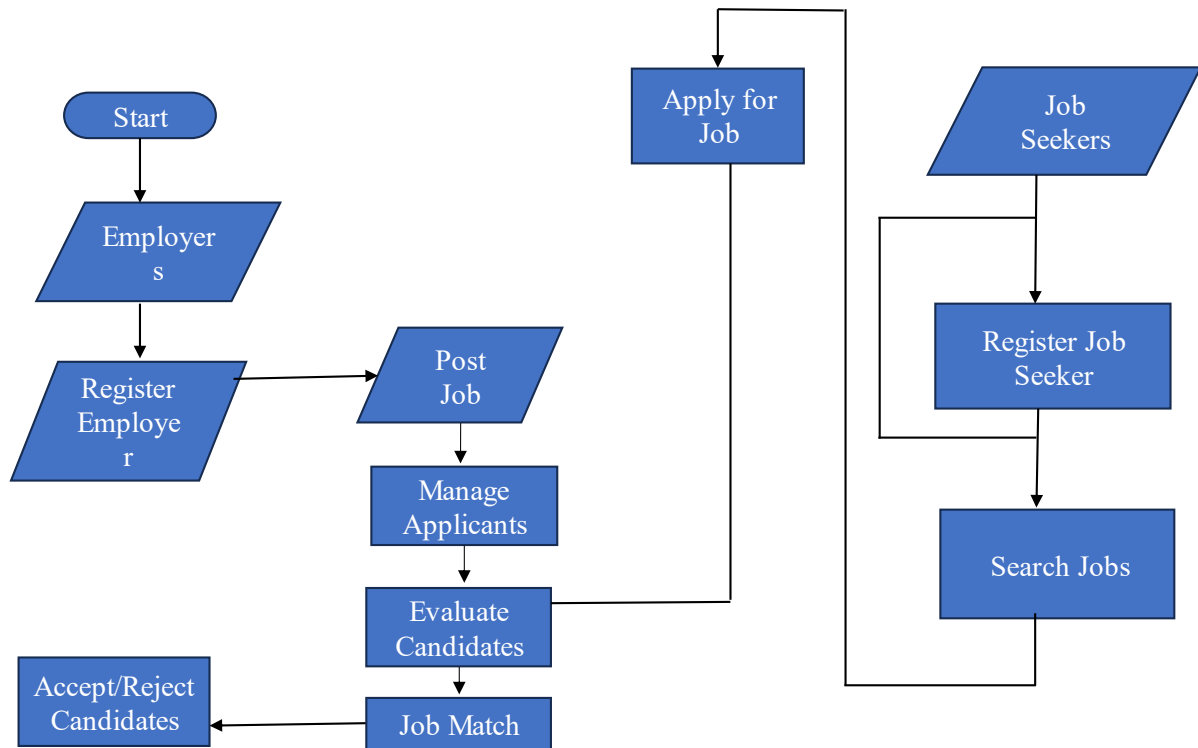 Start
Employer
s
Register
Employe
r
Post
Job
Manage
Applicants
Evaluate
Candidates
Job Match
Accept/Reject
Candidates
Apply for
Job
Job
Seekers
Register Job
Seeker
Search Jobs